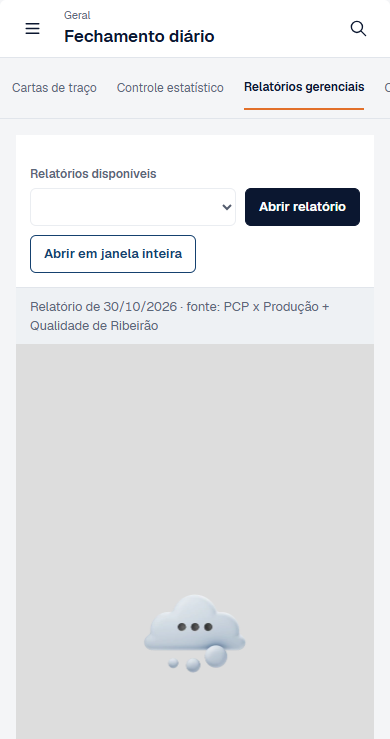 Geral
Fechamento diário
Cartas de traço
Controle estatístico
Relatórios gerenciais
Relatórios disponíveis
Abrir relatório
Abrir em janela inteira
Relatório de 30/10/2026 · fonte: PCP x Produção +
Qualidade de Ribeirão